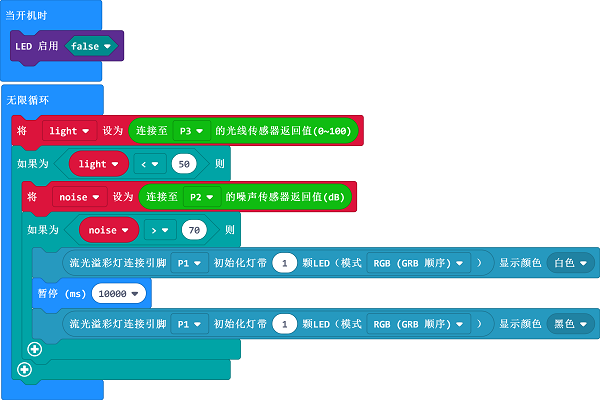 当开机时
LED 启用 false
无限循环
将 light 设为 连接至 P3 的光线传感器返回值(0~100)
如果为 light < 50 则
将 noise 设为 连接至 P2 的噪声传感器返回值(dB)
如果为 noise > 70 则
流光溢彩灯连接引脚 P1 初始化灯带 1 颗LED（模式 RGB (GRB 顺序) ） 显示颜色 白色
暂停 (ms) 10000
流光溢彩灯连接引脚 P1 初始化灯带 1 颗LED（模式 RGB (GRB 顺序) ） 显示颜色 黑色